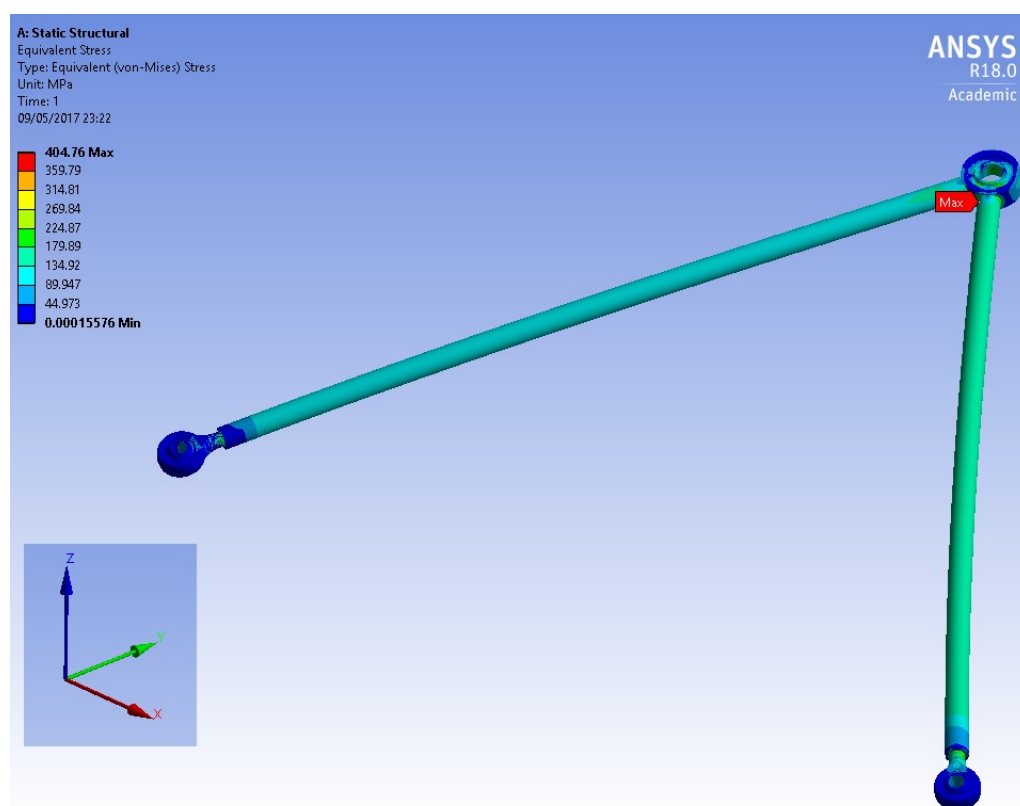 A: Static Structural
Equivalent Stress
Type: Equivalent (von-Mises) Stress
Unit: MPa
Time: 1
09/05/2017 23:22
ANSYS
R18.0
Academic
404.76 Max
359.79
314.81
269.84
224.87
179.89
134.92
89.947
44.973
0.00015576 Min
Max
Z
Y
X